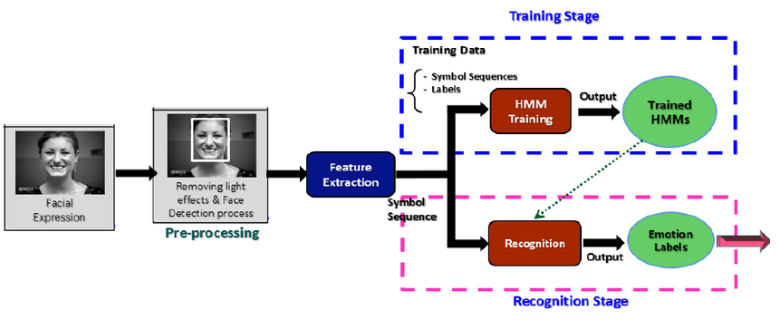 Training Stage
Training Data
- Symbol Sequences
- Labels
HMM
Training
Output
Trained
HMMs
Facial
Expression
Removing light
effects & Face
Detection process
Pre-processing
Feature
Extraction
Symbol
Sequence
Recognition
Output
Emotion
Labels
Recognition Stage